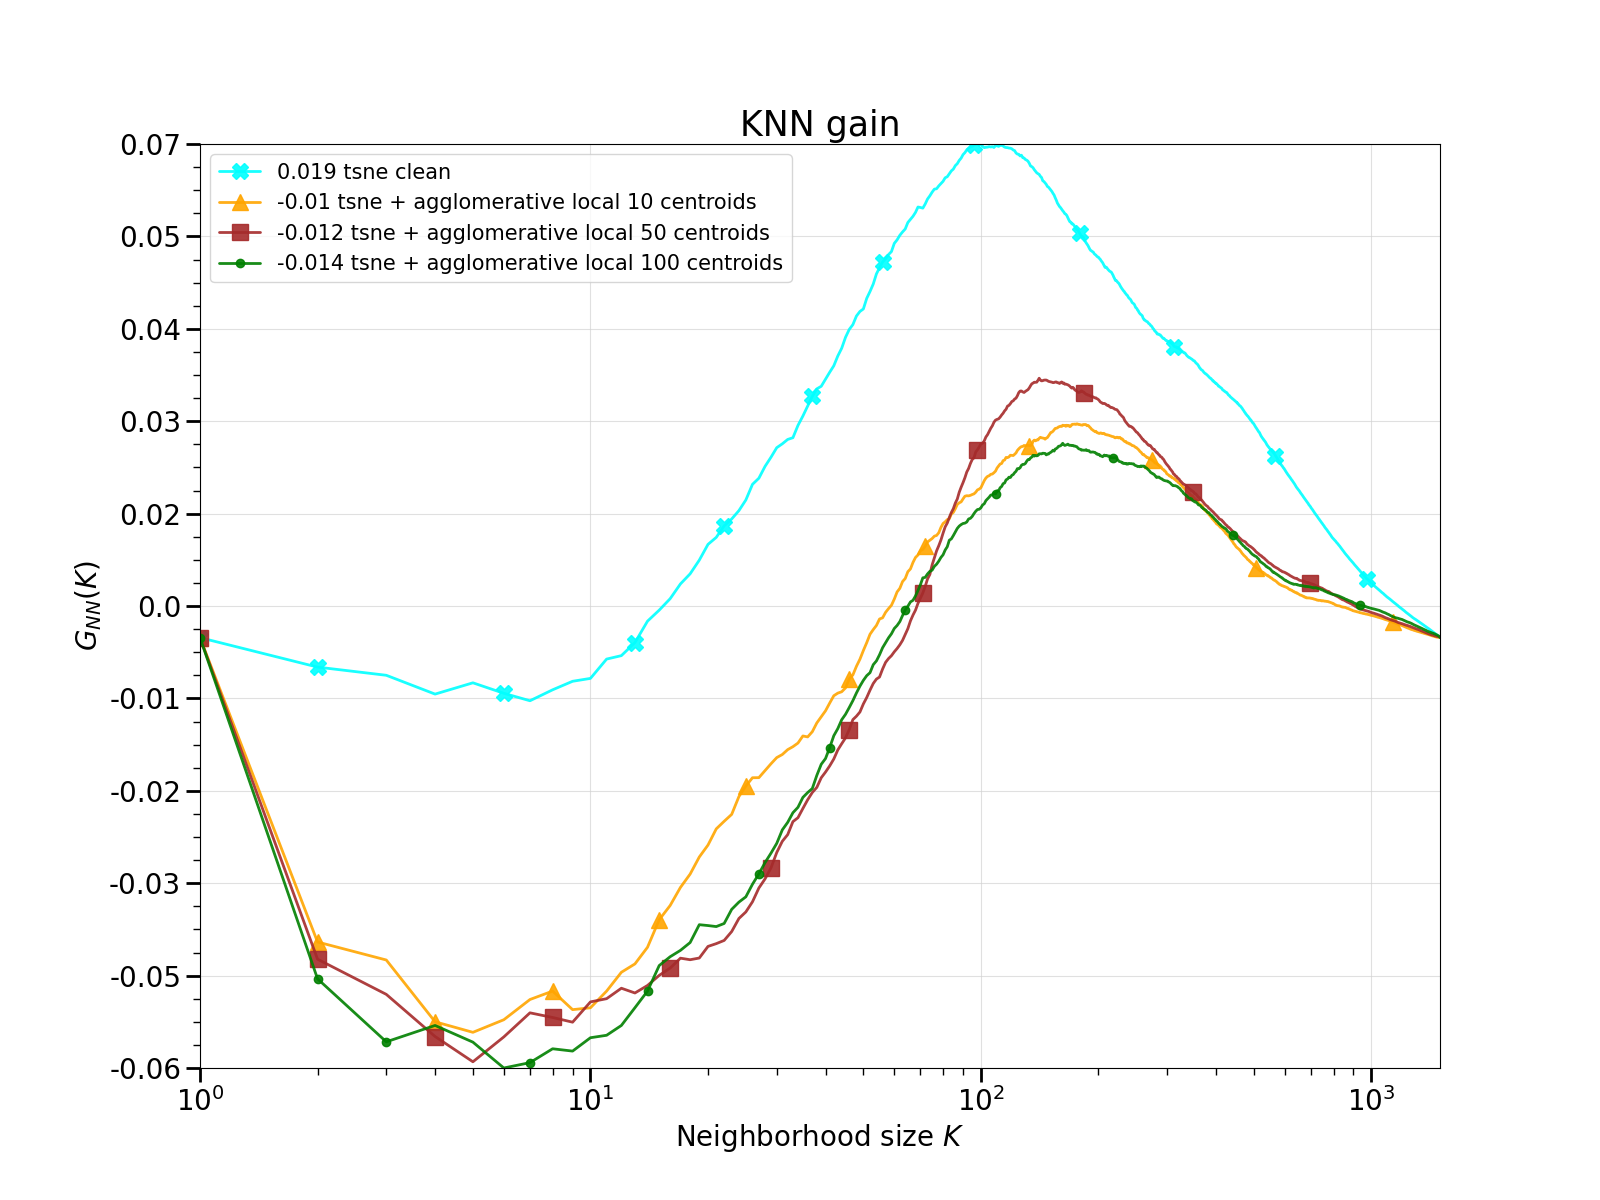 KNN gain
0.019 tsne clean
-0.01 tsne + agglomerative local 10 centroids
-0.012 tsne + agglomerative local 50 centroids
-0.014 tsne + agglomerative local 100 centroids
0.07
0.05
0.04
0.03
0.02
0.0
-0.01
-0.02
-0.03
-0.05
-0.06
G_NN(K)
10^0 10^1 10^2 10^3
Neighborhood size K